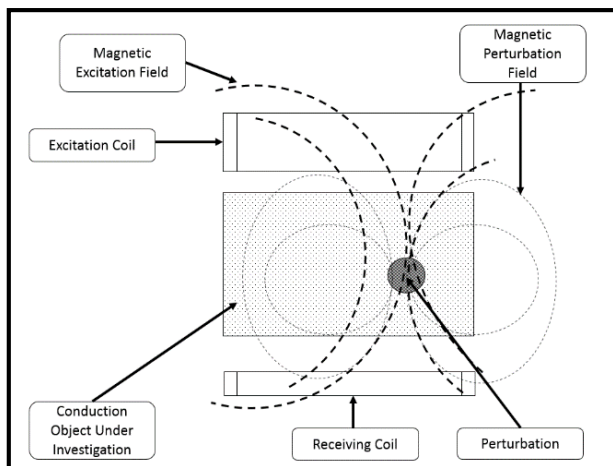 Magnetic
Excitation Field
Magnetic
Perturbation
Field
Excitation Coil
Conduction
Object Under
Investigation
Receiving Coil
Perturbation